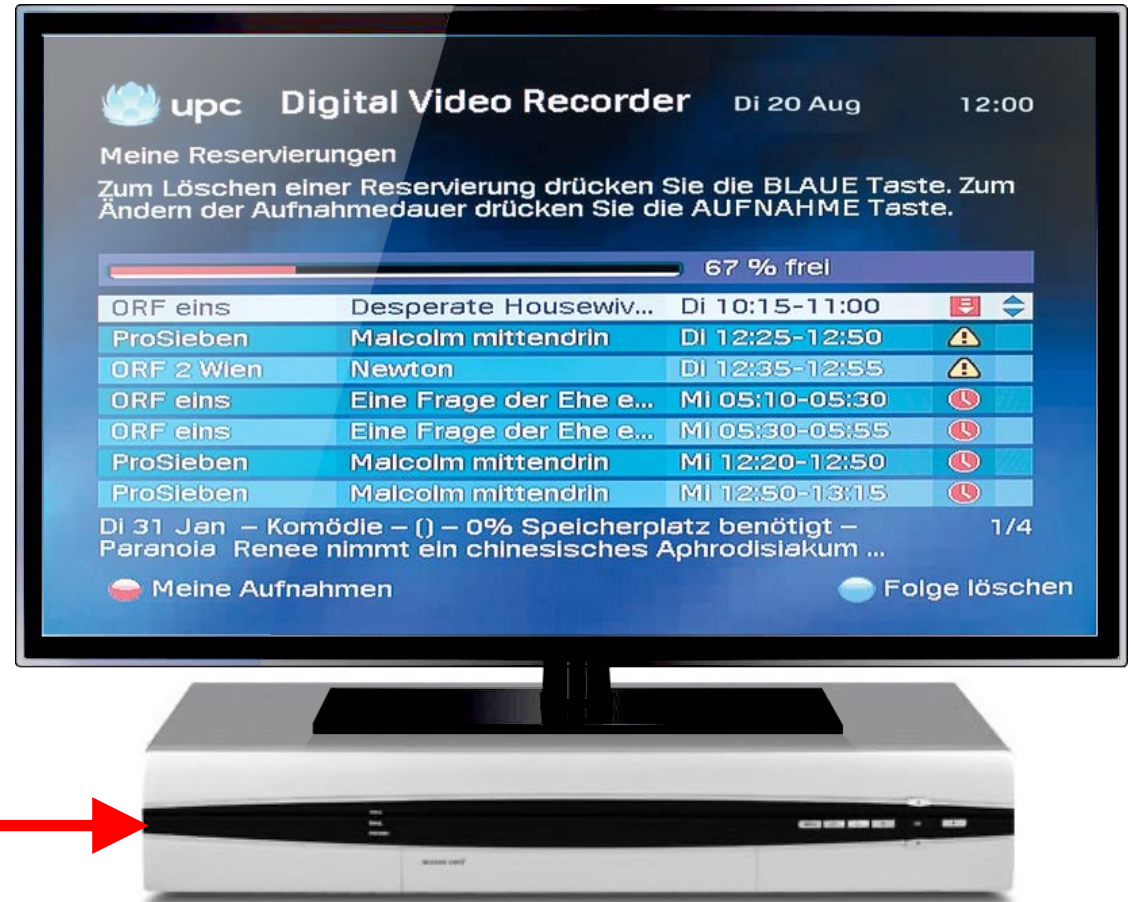 upc Digital Video Recorder Di 20 Aug 12:00
Meine Reservierungen
Zum Löschen einer Reservierung drücken Sie die BLAUE Taste. Zum
Ändern der Aufnahmedauer drücken Sie die AUFNAHME Taste.
67 % frei
ORF eins Desperate Housewiv... Di 10:15-11:00
ProSieben Malcolm mittendrin Di 12:25-12:50
ORF 2 Wien Newton Di 12:35-12:55
ORF eins Eine Frage der Ehe e... Mi 05:10-05:30
ORF eins Eine Frage der Ehe e... Mi 05:30-05:55
ProSieben Malcolm mittendrin Mi 12:20-12:50
ProSieben Malcolm mittendrin Mi 12:50-13:15
Di 31 Jan – Komödie – () – 0% Speicherplatz benötigt – 1/4
Paranoia Renee nimmt ein chinesisches Aphrodisiakum ...
Meine Aufnahmen Folge löschen
access card